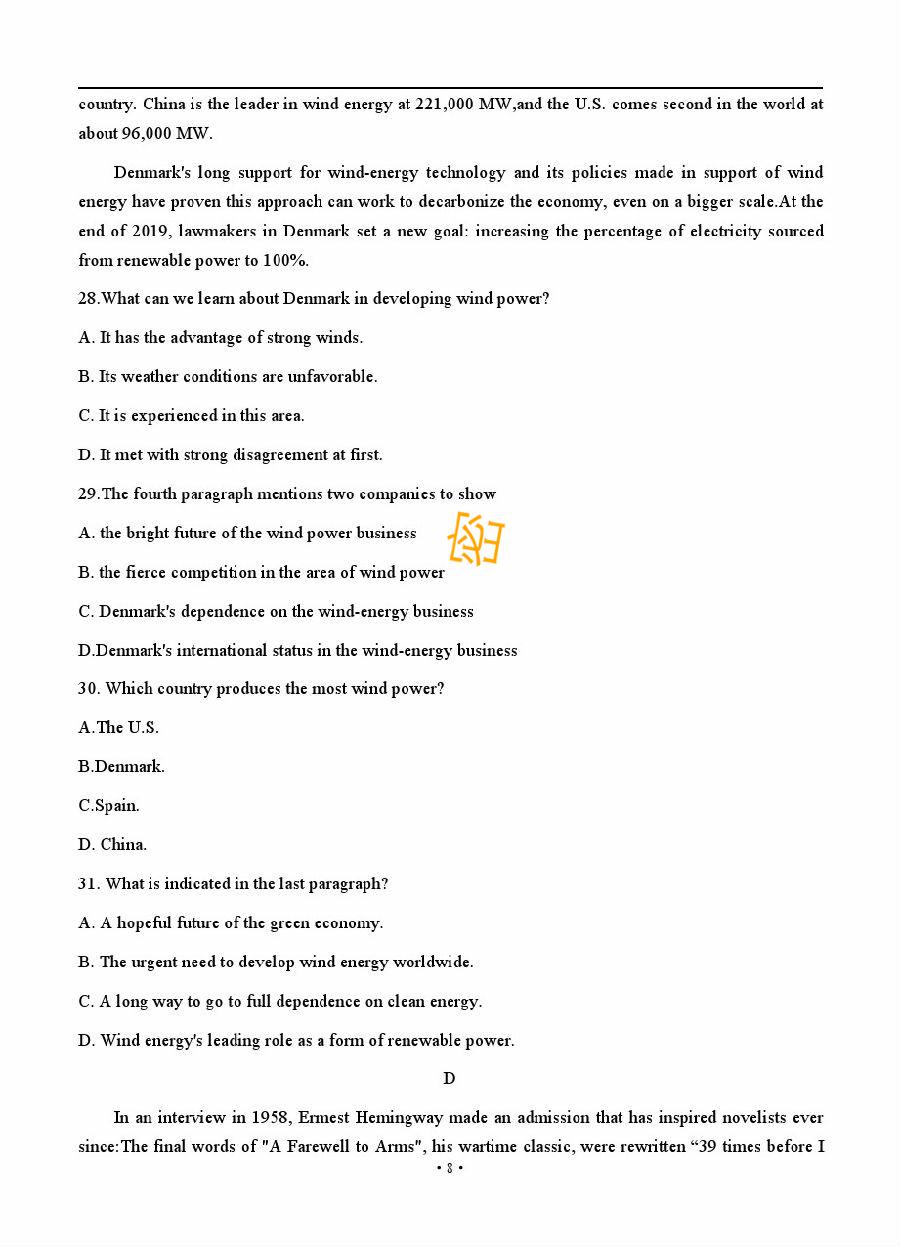 country. China is the leader in wind energy at 221,000 MW,and the U.S. comes second in the world at
about 96,000 MW.
Denmark's long support for wind-energy technology and its policies made in support of wind
energy have proven this approach can work to decarbonize the economy, even on a bigger scale.At the
end of 2019, lawmakers in Denmark set a new goal: increasing the percentage of electricity sourced
from renewable power to 100%.
28.What can we learn about Denmark in developing wind power?
A. It has the advantage of strong winds.
B. Its weather conditions are unfavorable.
C. It is experienced in this area.
D. It met with strong disagreement at first.
29.The fourth paragraph mentions two companies to show
A. the bright future of the wind power business
B. the fierce competition in the area of wind power
C. Denmark's dependence on the wind-energy business
D.Denmark's international status in the wind-energy business
30. Which country produces the most wind power?
A.The U.S.
B.Denmark.
C.Spain.
D. China.
31. What is indicated in the last paragraph?
A. A hopeful future of the green economy.
B. The urgent need to develop wind energy worldwide.
C. A long way to go to full dependence on clean energy.
D. Wind energy's leading role as a form of renewable power.
D
In an interview in 1958, Ernest Hemingway made an admission that has inspired novelists ever
since:The final words of "A Farewell to Arms", his wartime classic, were rewritten “39 times before I
• 8 •